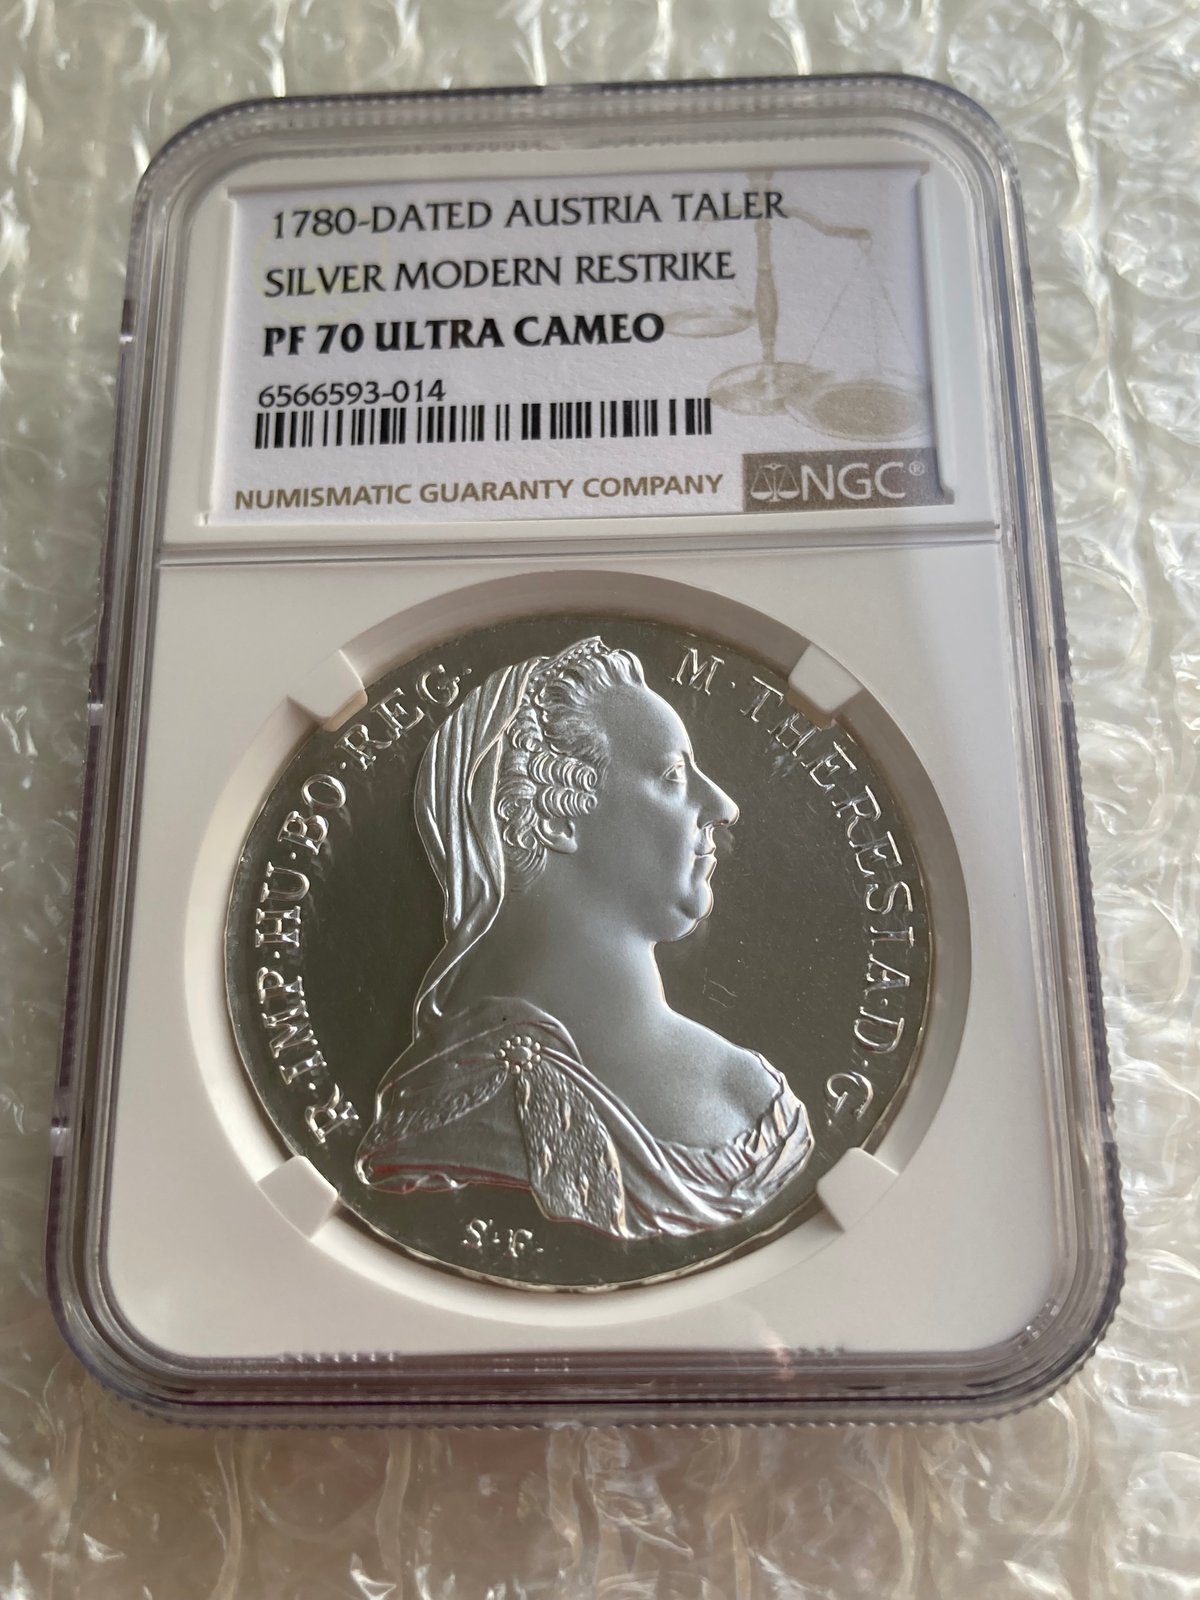 1780-DATED AUSTRIA TALER
SILVER MODERN RESTRIKE
PF 70 ULTRA CAMEO
6566593-014
NUMISMATIC GUARANTY COMPANY
NGC®
R·IMP·HU·BO·REG·
M·THERESIA·D·G·
S·F·